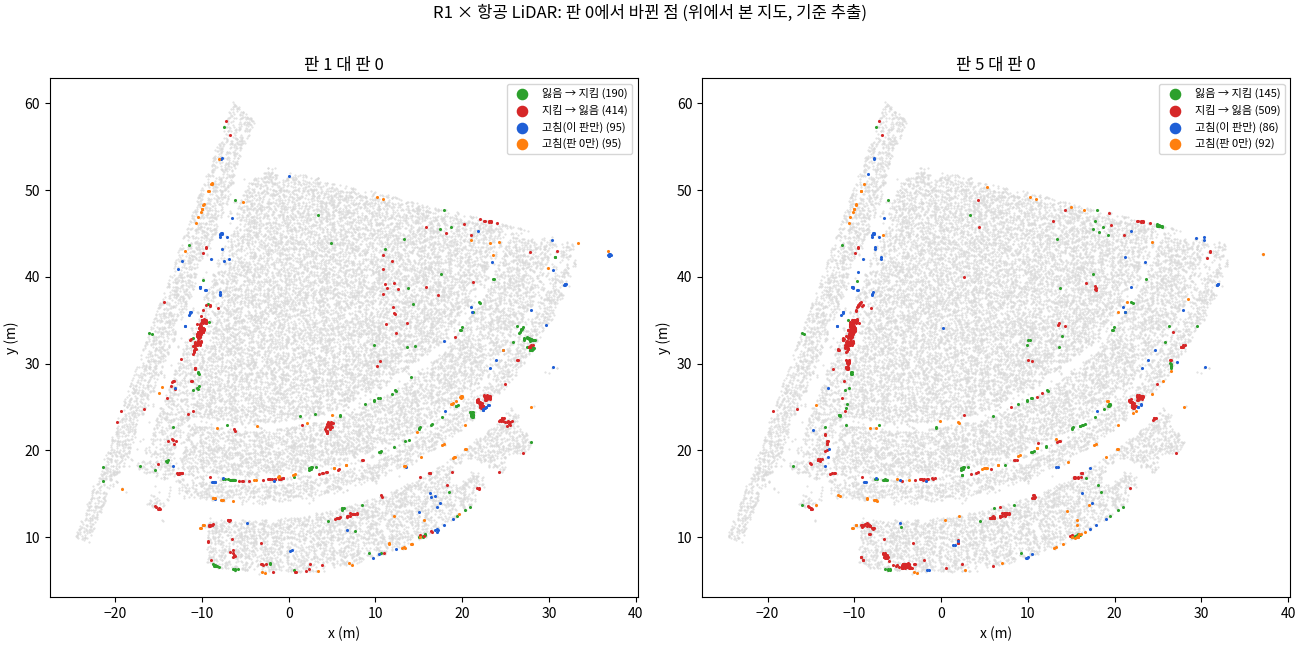 R1 × 항공 LiDAR: 판 0에서 바뀐 점 (위에서 본 지도, 기준 추출)
판 1 대 판 0
잃음 → 지킴 (190)
지킴 → 잃음 (414)
고침(이 판만) (95)
고침(판 0만) (95)
60
50
40
30
20
10
y (m)
−20
−10
0
10
20
30
40
x (m)
판 5 대 판 0
잃음 → 지킴 (145)
지킴 → 잃음 (509)
고침(이 판만) (86)
고침(판 0만) (92)
60
50
40
30
20
10
y (m)
−20
−10
0
10
20
30
40
x (m)